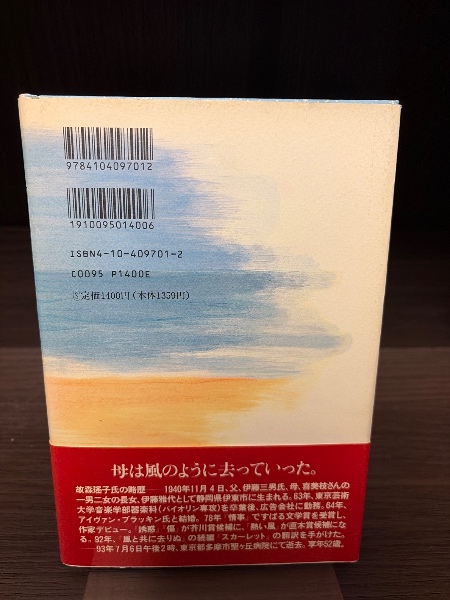 9784104097012
1910095014006
ISBN4-10-409701-2
C0095 P1400E
定価1400円(本体1359円)
母は風のように去っていった。
故森瑤子氏の略歴――1940年11月4日、父、伊藤三男氏、母、喜美枝さんの
一男二女の長女、伊藤雅代として静岡県伊東市に生まれる。63年、東京芸術
大学音楽学部器楽科(バイオリン専攻)を卒業後、広告会社に勤務。64年、
アイヴァン・ブラッキン氏と結婚。78年「情事」ですばる文学賞を受賞し、
作家デビュー。「誘惑」「傷」が芥川賞候補に、「熱い風」が直木賞候補にな
る。92年、「風と共に去りぬ」の続編「スカーレット」の翻訳を手がけた。
――93年7月6日午後2時、東京都多摩市聖ヶ丘病院にて逝去。享年52歳。